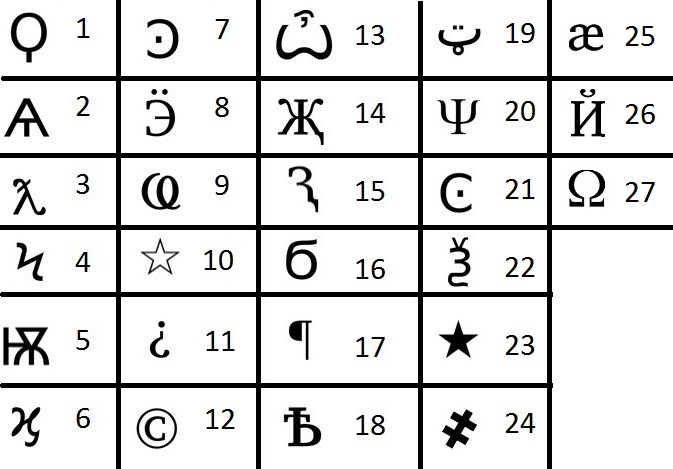 Ϙ 1 Ͽ 7 Ѽ 13 ټ 19 æ 25
Ѧ 2 Ӭ 8 Җ 14 Ψ 20 Й 26
ƛ 3 Ҩ 9 15 Ͼ 21 Ω 27
ϟ 4 ☆ 10 б 16 Ѯ 22
Ѭ 5 ¿ 11 ¶ 17 ★ 23
ϗ 6 © 12 Ѣ 18 ҂ 24